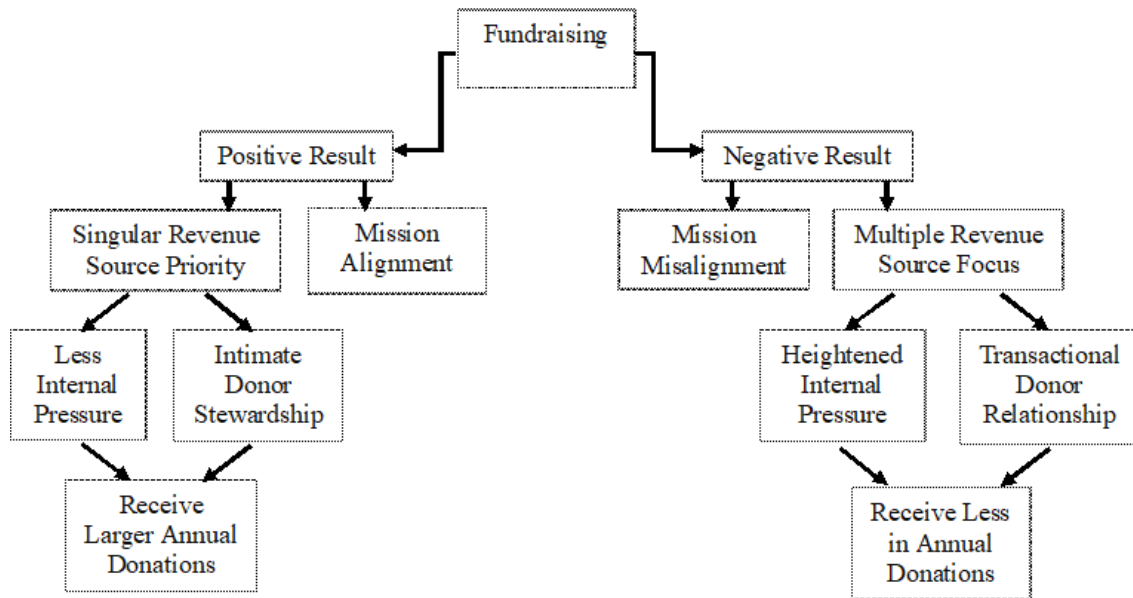 Fundraising
Positive Result
Negative Result
Singular Revenue
Source Priority
Mission
Alignment
Mission
Misalignment
Multiple Revenue
Source Focus
Less
Internal
Pressure
Intimate
Donor
Stewardship
Heightened
Internal
Pressure
Transactional
Donor
Relationship
Receive
Larger Annual
Donations
Receive Less
in Annual
Donations